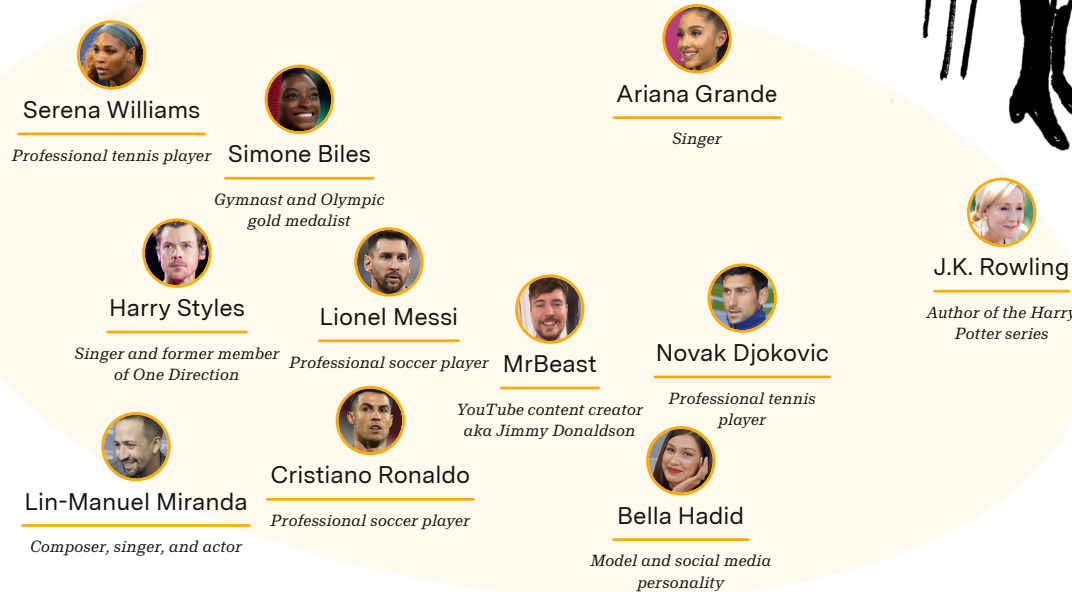 Serena Williams
Professional tennis player
Simone Biles
Gymnast and Olympic
gold medalist
Ariana Grande
Singer
J.K. Rowling
Author of the Harry
Potter series
Harry Styles
Singer and former member
of One Direction
Lionel Messi
Professional soccer player
MrBeast
YouTube content creator
aka Jimmy Donaldson
Novak Djokovic
Professional tennis
player
Lin-Manuel Miranda
Composer, singer, and actor
Cristiano Ronaldo
Professional soccer player
Bella Hadid
Model and social media
personality